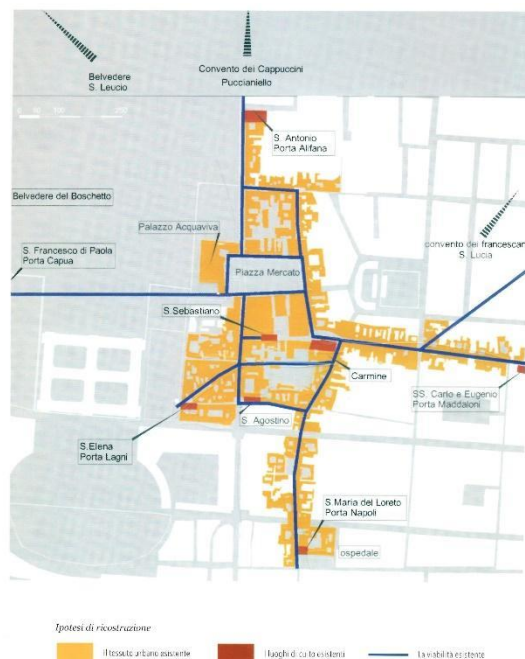 Convento dei Cappuccini
Puccianiello
Belvedere
S. Leucio
S. Antonio
Porta Alifana
Belvedere del Boschetto
Palazzo Acquaviva
convento dei francescan
S. Lucia
S. Francesco di Paola
Porta Capua
Piazza Mercato
S.Sebastiano
Carmine
SS. Carlo e Eugenio
Porta Maddaloni
S. Agostino
S.Elena
Porta Lagni
S.Maria del Loreto
Porta Napoli
ospedale
Ipotesi di ricostruzione
Il tessuto urbano esistente
I luoghi di culto esistenti
La viabilità esistente